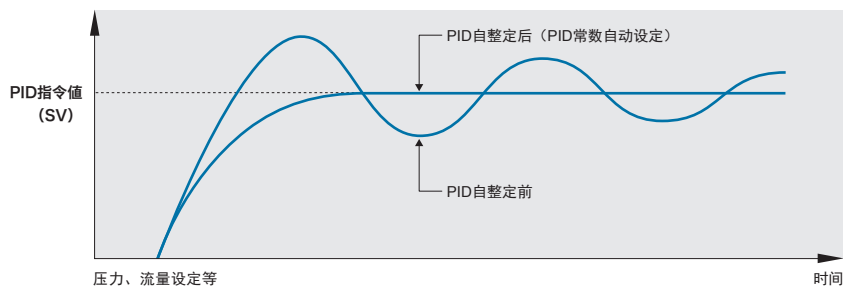 PID自整定后（PID常数自动设定）
PID指令値
（SV）
PID自整定前
压力、流量设定等
时间